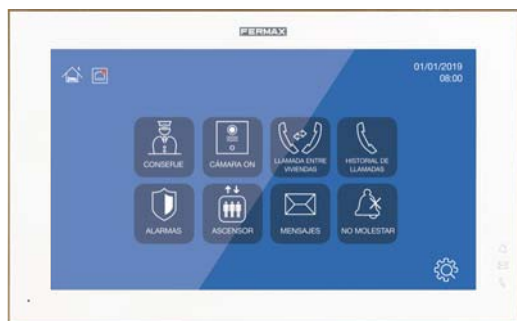 FERMAX
01/01/2019
08:00
CONSERJE
CÁMARA ON
LLAMADA ENTRE
VIVIENDAS
HISTORIAL DE
LLAMADAS
ALARMAS
ASCENSOR
MENSAJES
NO MOLESTAR